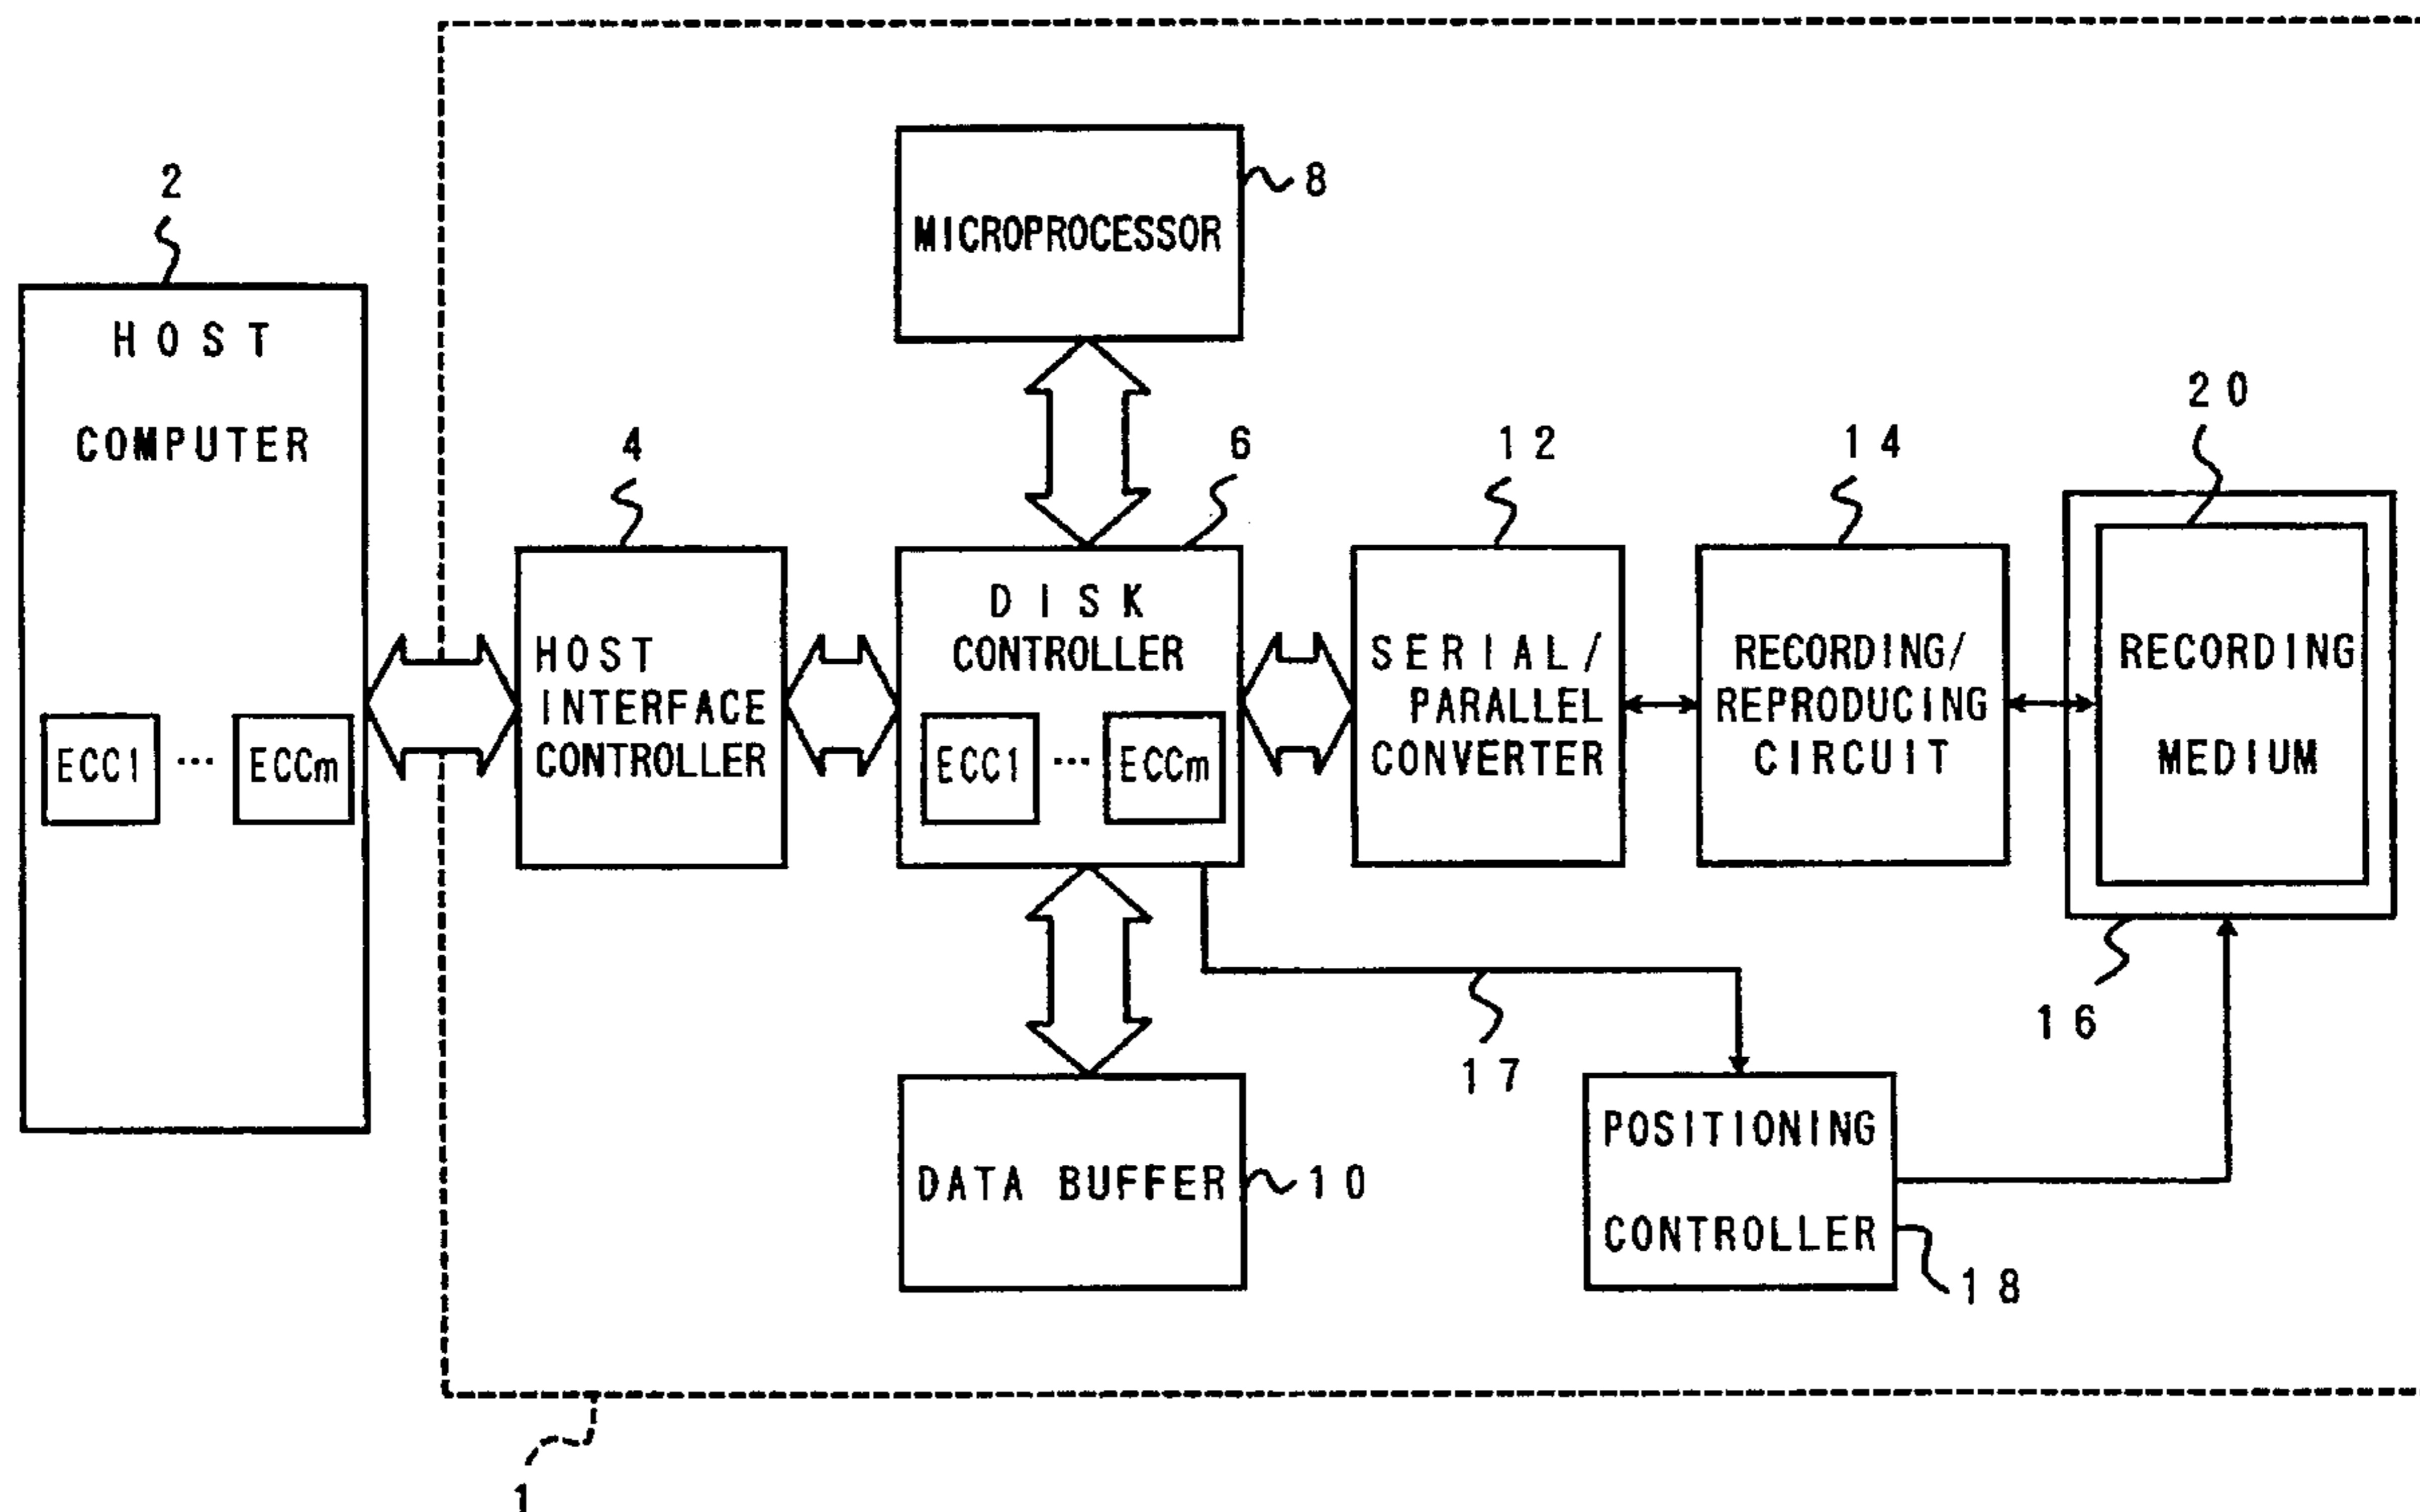 2
HOST
COMPUTER
ECC1 ... ECCm
4
HOST
INTERFACE
CONTROLLER
8
MICROPROCESSOR
6
DISK
CONTROLLER
ECC1 ... ECCm
10
DATA BUFFER
12
SERIAL/
PARALLEL
CONVERTER
14
RECORDING/
REPRODUCING
CIRCUIT
20
RECORDING
MEDIUM
16
17
POSITIONING
CONTROLLER
18
1